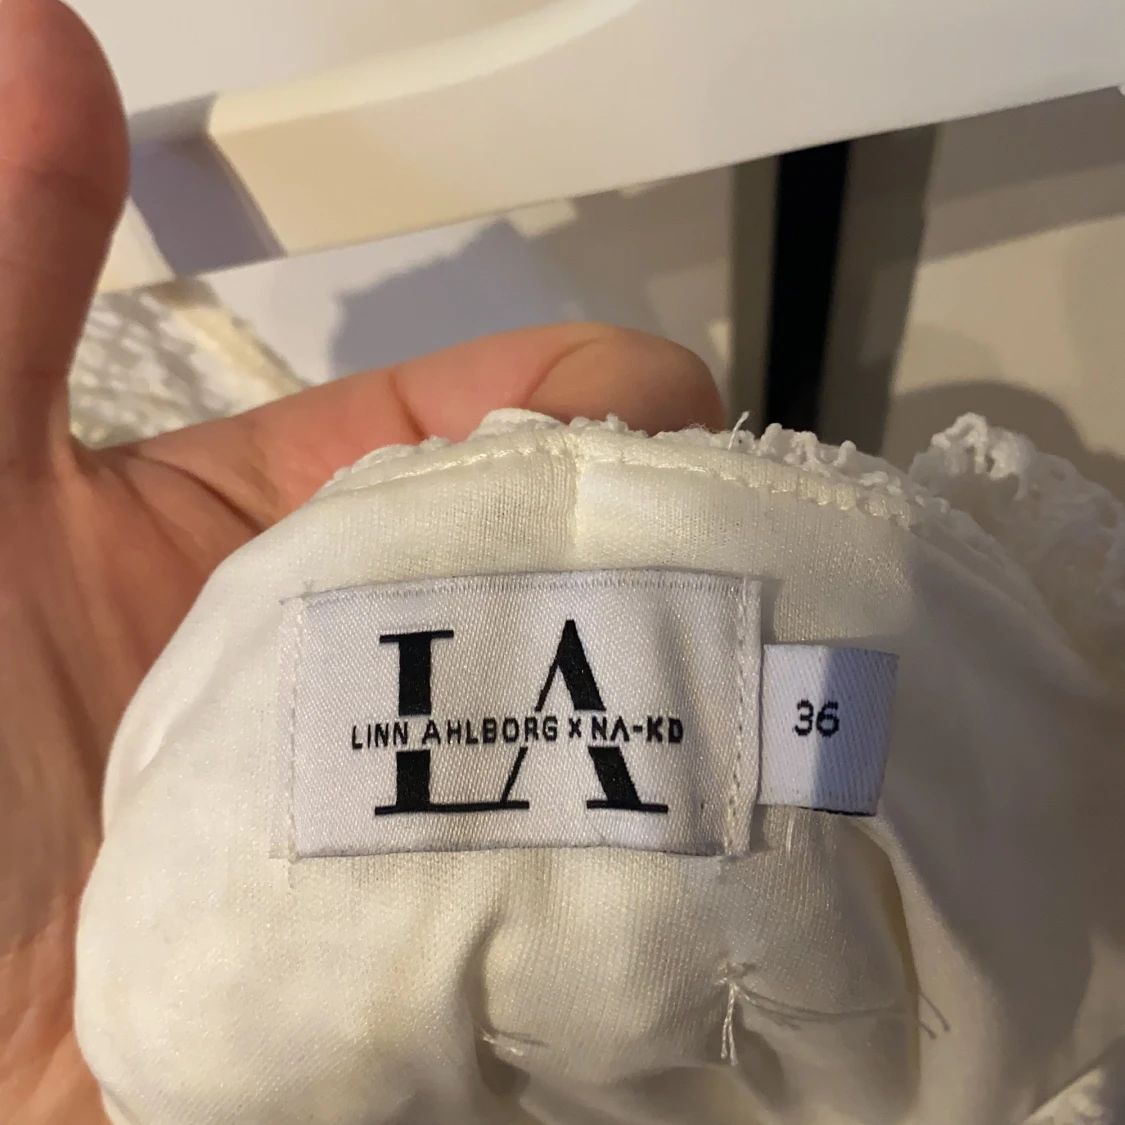 LA
LINN AHLBORG X NA-KD
36